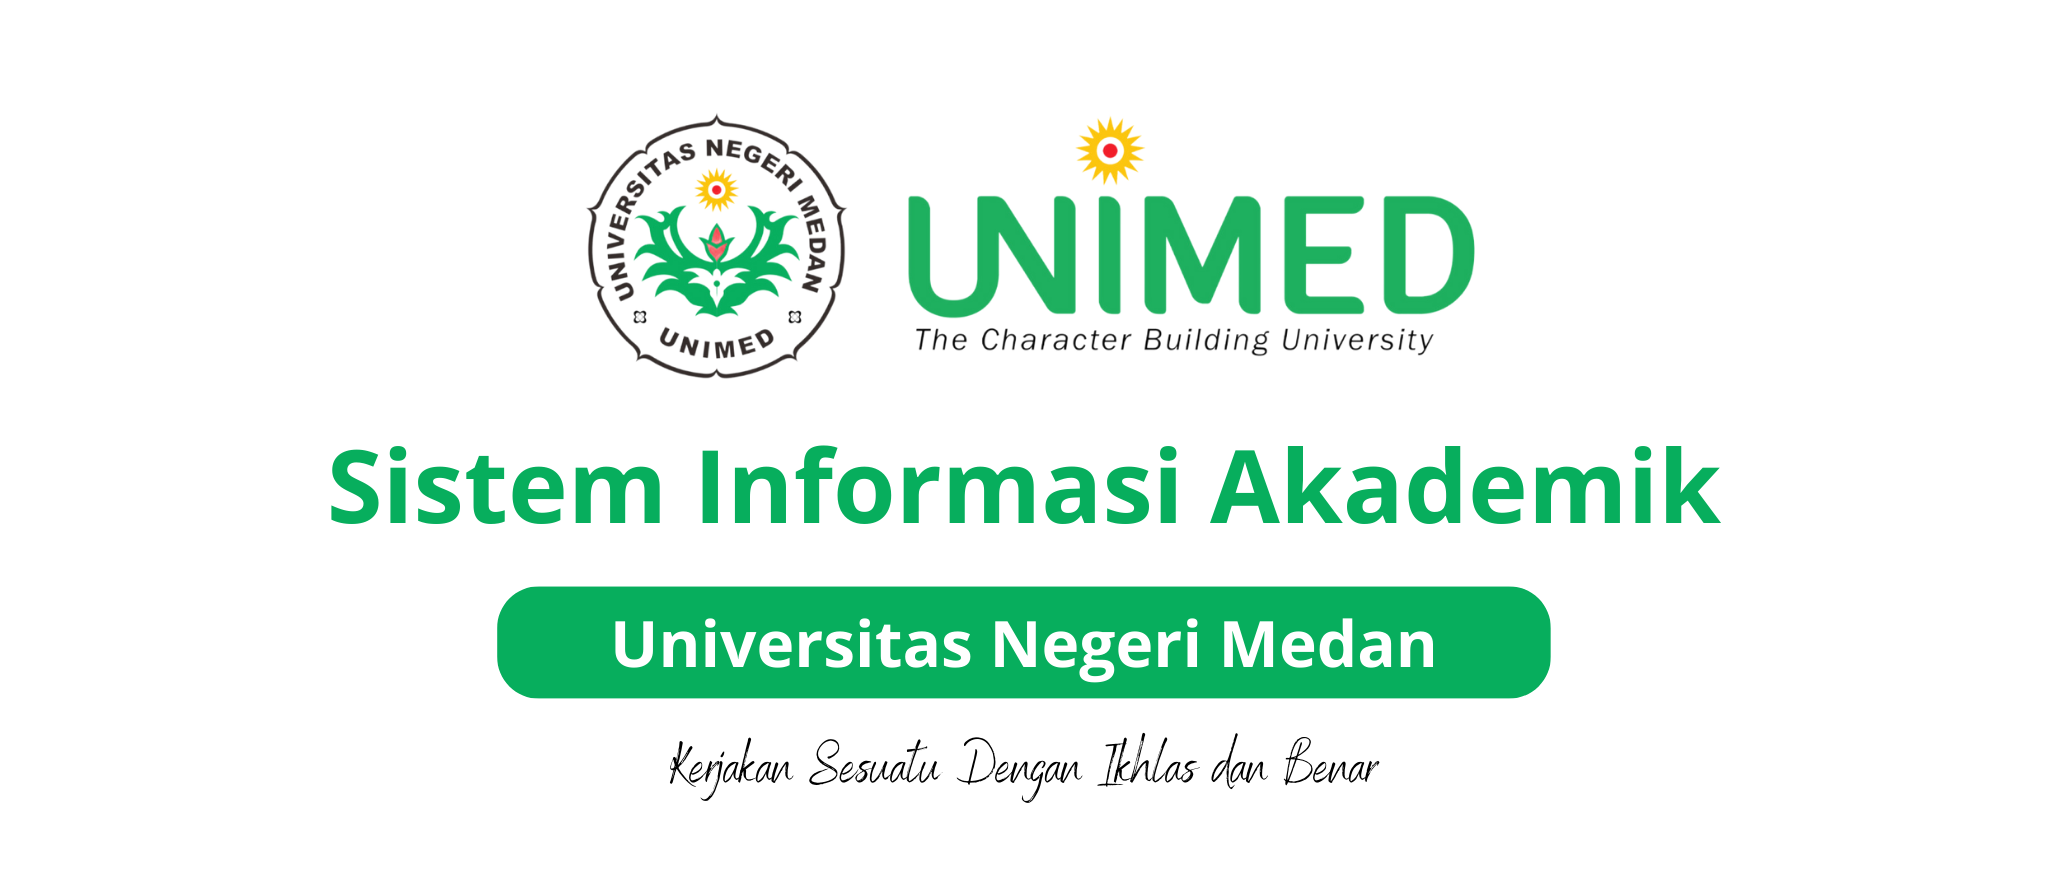 UNIVERSITAS NEGERI MEDAN
UNIMED
UNIMED
The Character Building University
Sistem Informasi Akademik
Universitas Negeri Medan
Kerjakan Sesuatu Dengan Ikhlas dan Benar